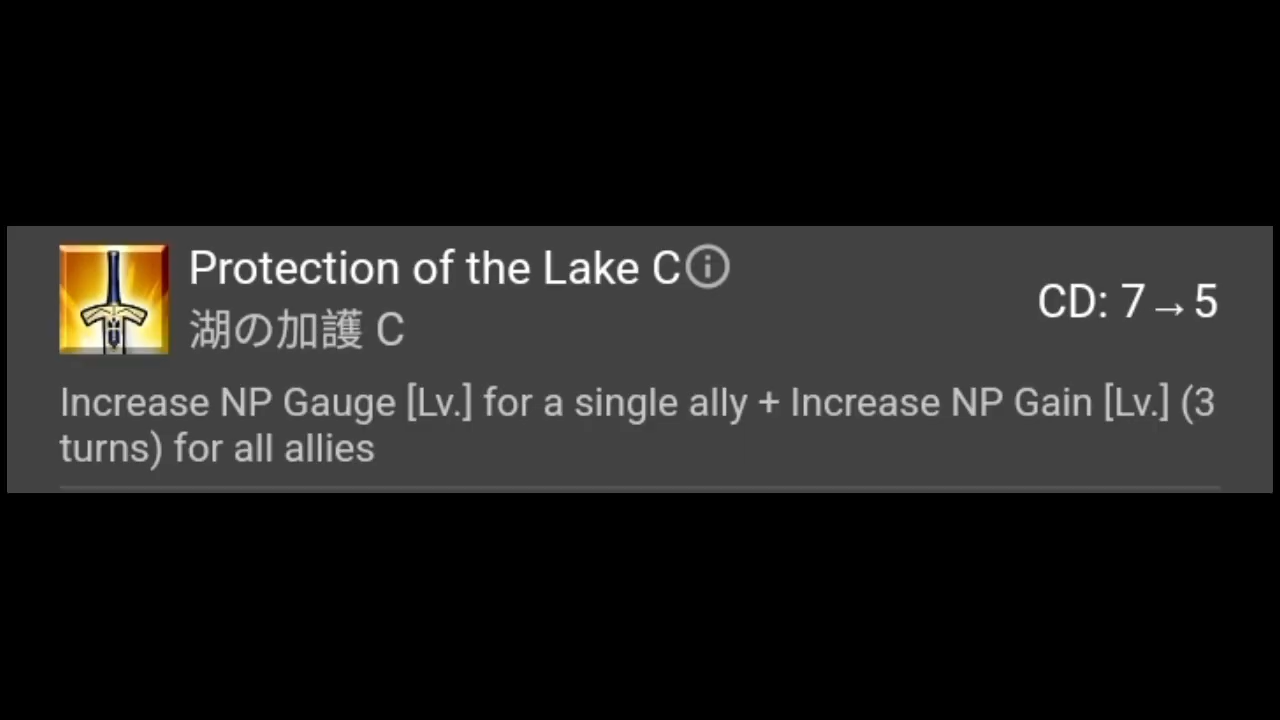 Protection of the Lake C
湖の加護 C
CD: 7→5
Increase NP Gauge [Lv.] for a single ally + Increase NP Gain [Lv.] (3
turns) for all allies